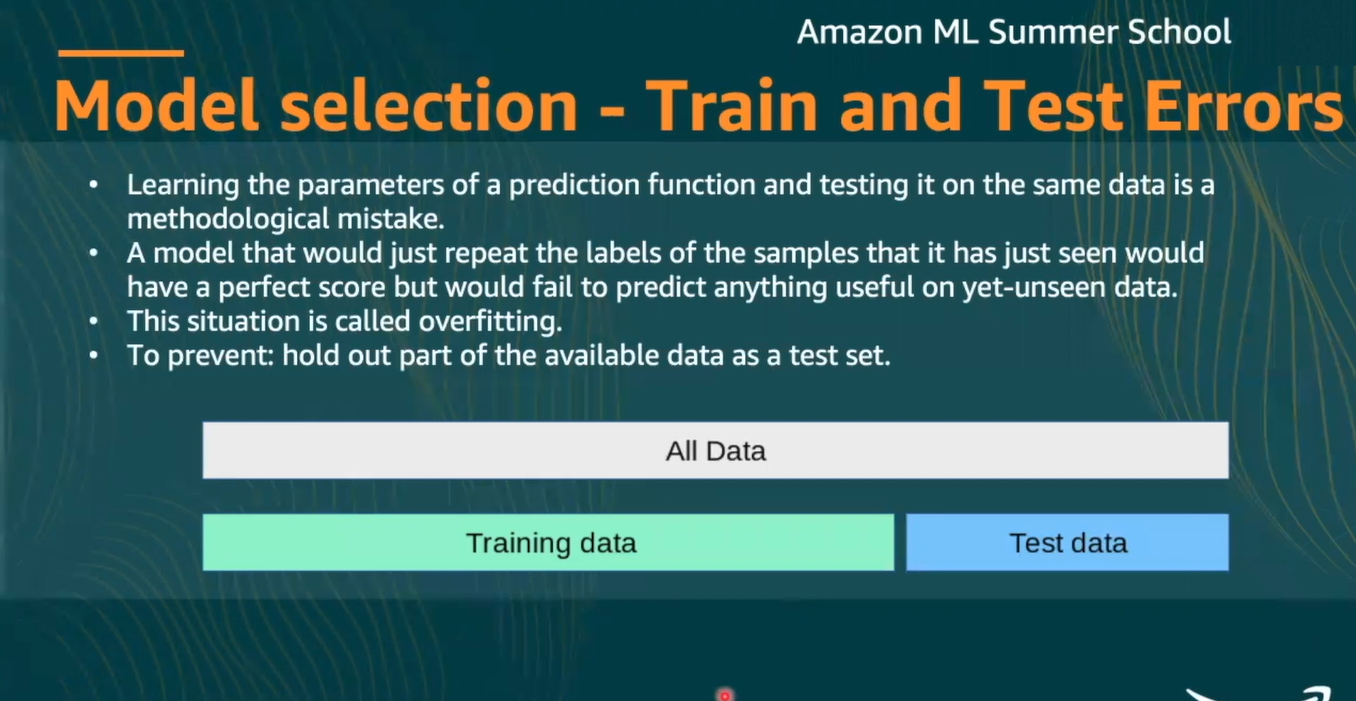 Amazon ML Summer School
Model selection - Train and Test Errors
• Learning the parameters of a prediction function and testing it on the same data is a
methodological mistake.
• A model that would just repeat the labels of the samples that it has just seen would
have a perfect score but would fail to predict anything useful on yet-unseen data.
• This situation is called overfitting.
• To prevent: hold out part of the available data as a test set.
All Data
Training data
Test data